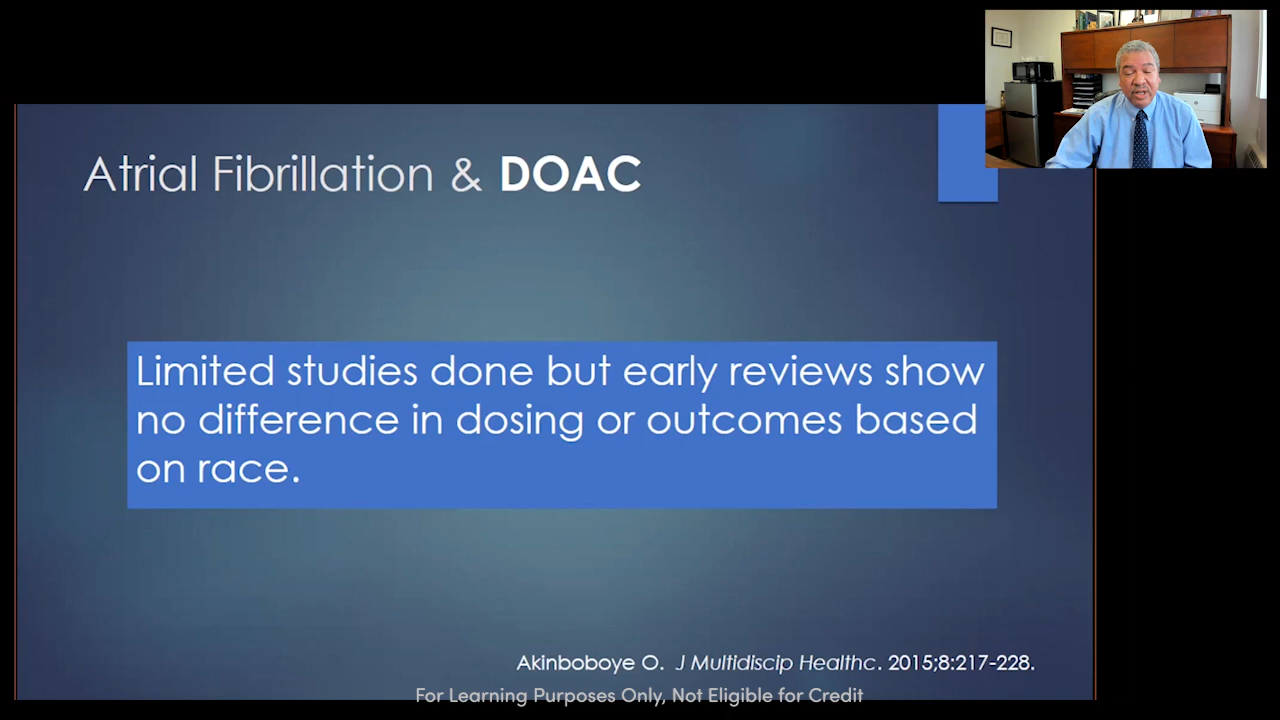 Atrial Fibrillation & DOAC
Limited studies done but early reviews show
no difference in dosing or outcomes based
on race.
Akinboboye O. J Multidiscip Healthc. 2015;8:217-228.
For Learning Purposes Only, Not Eligible for Credit